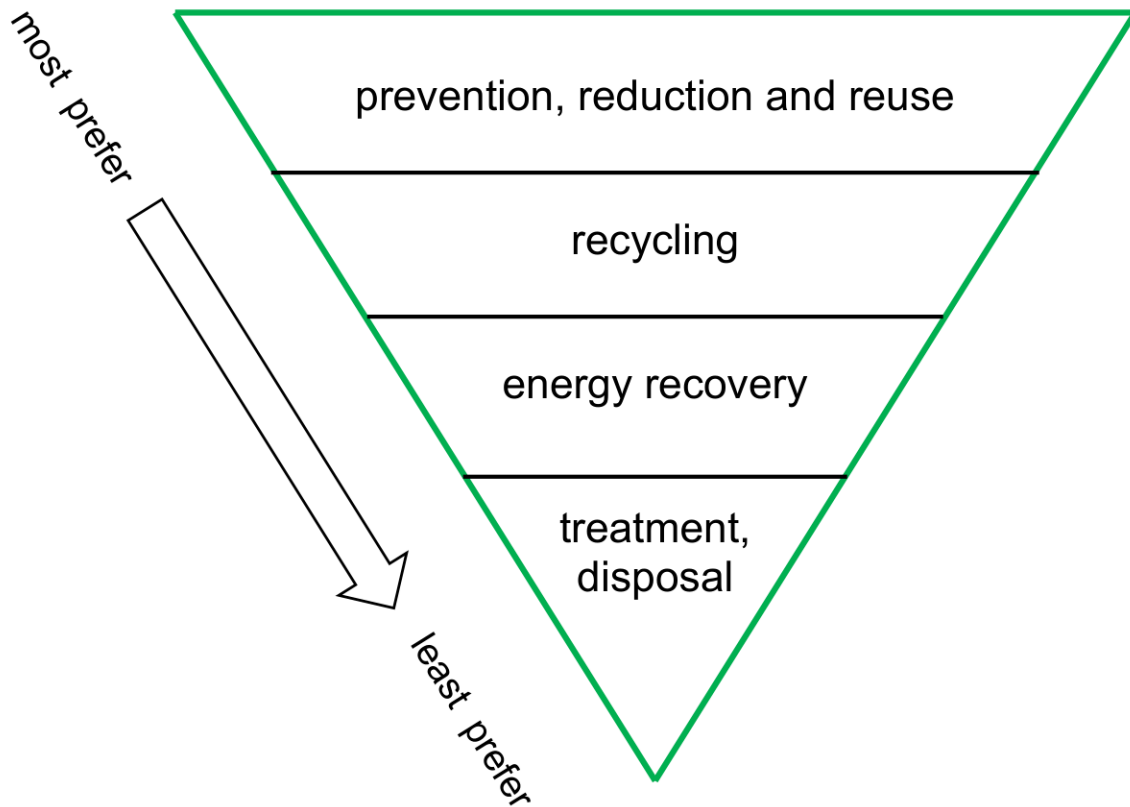 most prefer
prevention, reduction and reuse
recycling
energy recovery
treatment,
disposal
least prefer